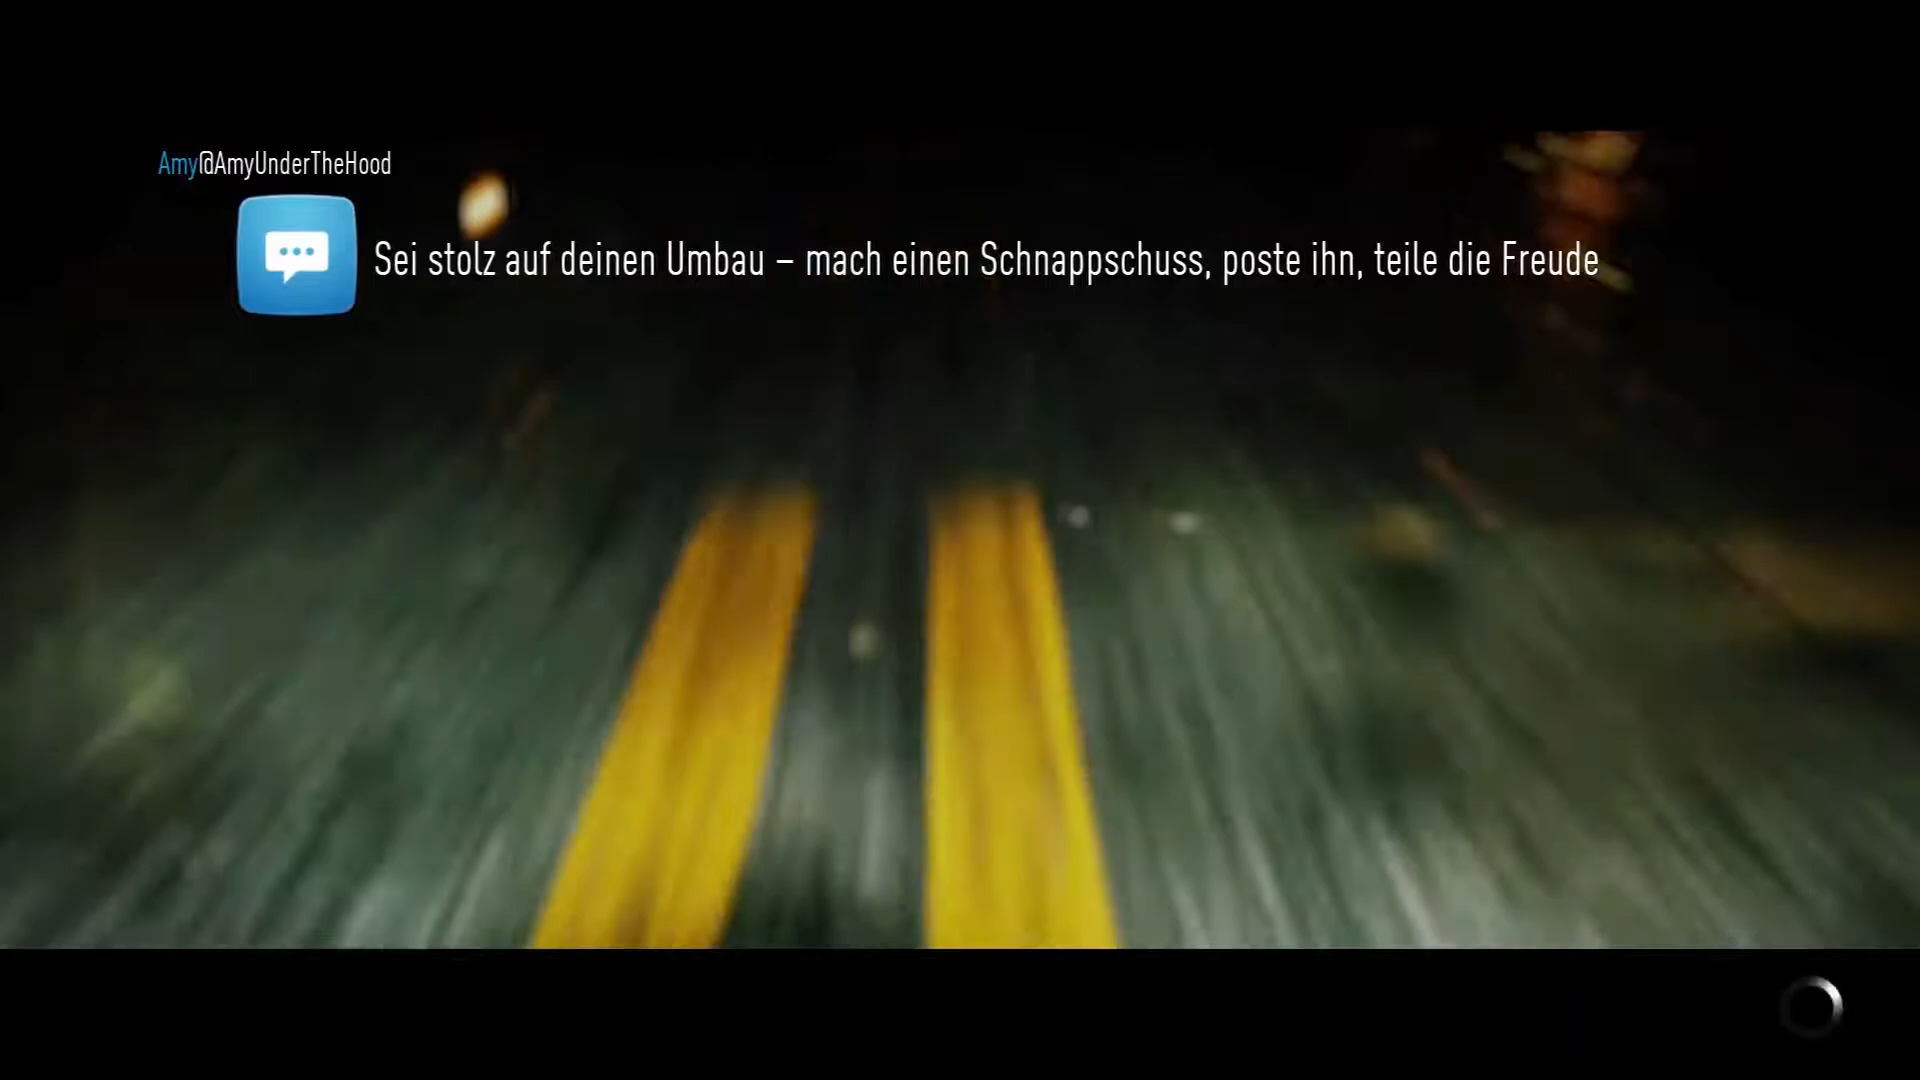 Amy@AmyUnderTheHood
Sei stolz auf deinen Umbau – mach einen Schnappschuss, poste ihn, teile die Freude